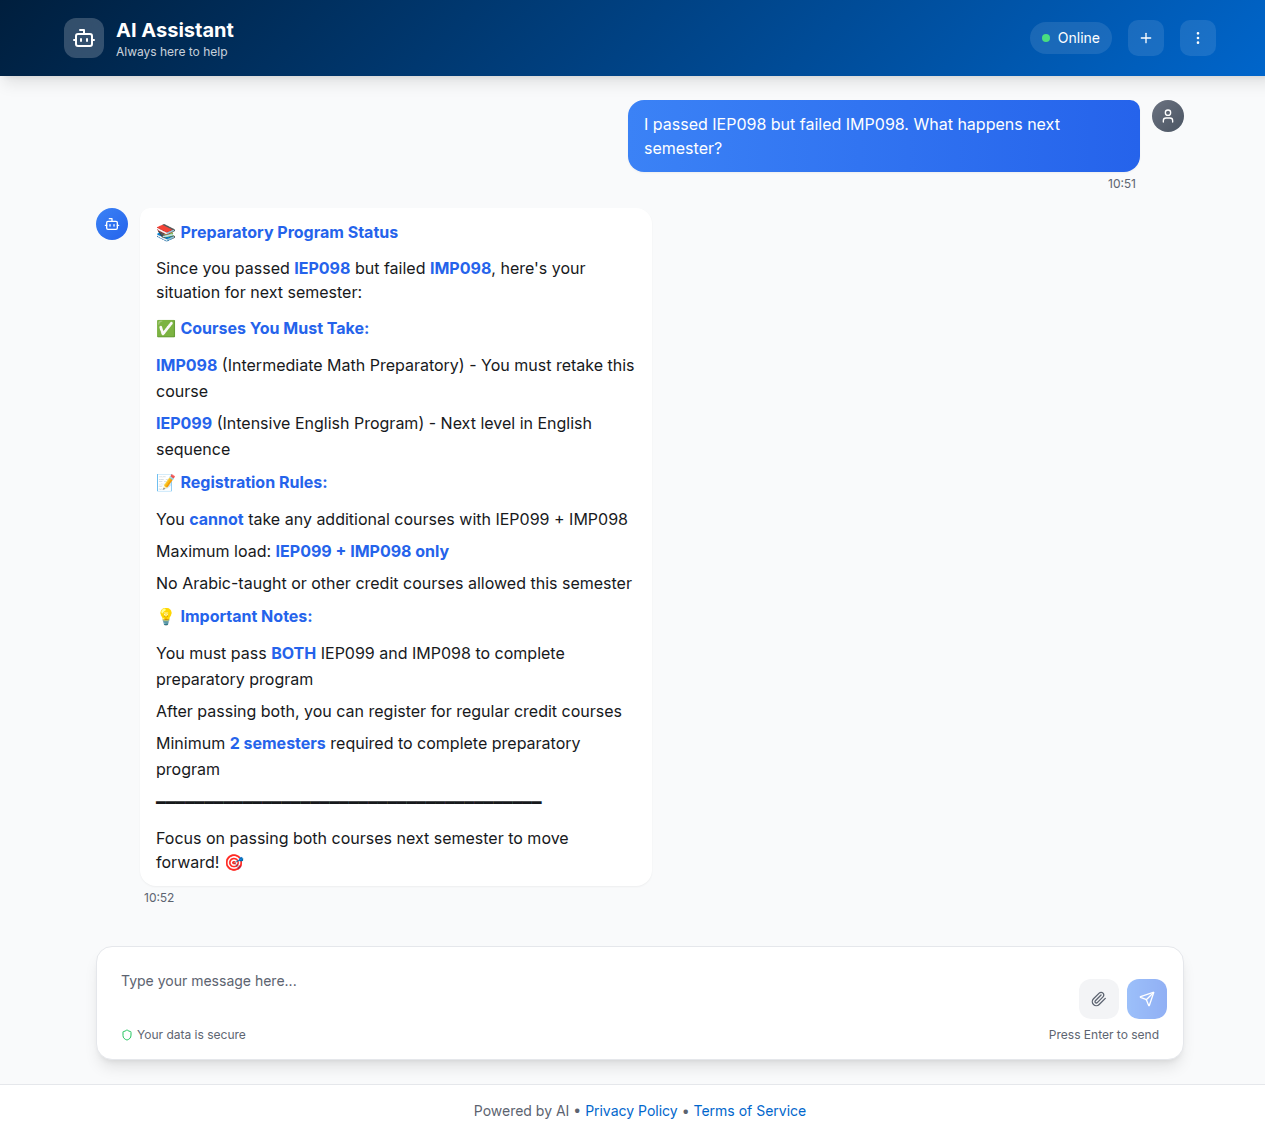 AI Assistant
Always here to help
Online
I passed IEP098 but failed IMP098. What happens next
semester?
10:51
📚 Preparatory Program Status
Since you passed IEP098 but failed IMP098, here's your
situation for next semester:
✅ Courses You Must Take:
IMP098 (Intermediate Math Preparatory) - You must retake this
course
IEP099 (Intensive English Program) - Next level in English
sequence
📝 Registration Rules:
You cannot take any additional courses with IEP099 + IMP098
Maximum load: IEP099 + IMP098 only
No Arabic-taught or other credit courses allowed this semester
💡 Important Notes:
You must pass BOTH IEP099 and IMP098 to complete
preparatory program
After passing both, you can register for regular credit courses
Minimum 2 semesters required to complete preparatory
program
Focus on passing both courses next semester to move
forward! 🎯
10:52
Type your message here...
Your data is secure
Press Enter to send
Powered by AI • Privacy Policy • Terms of Service